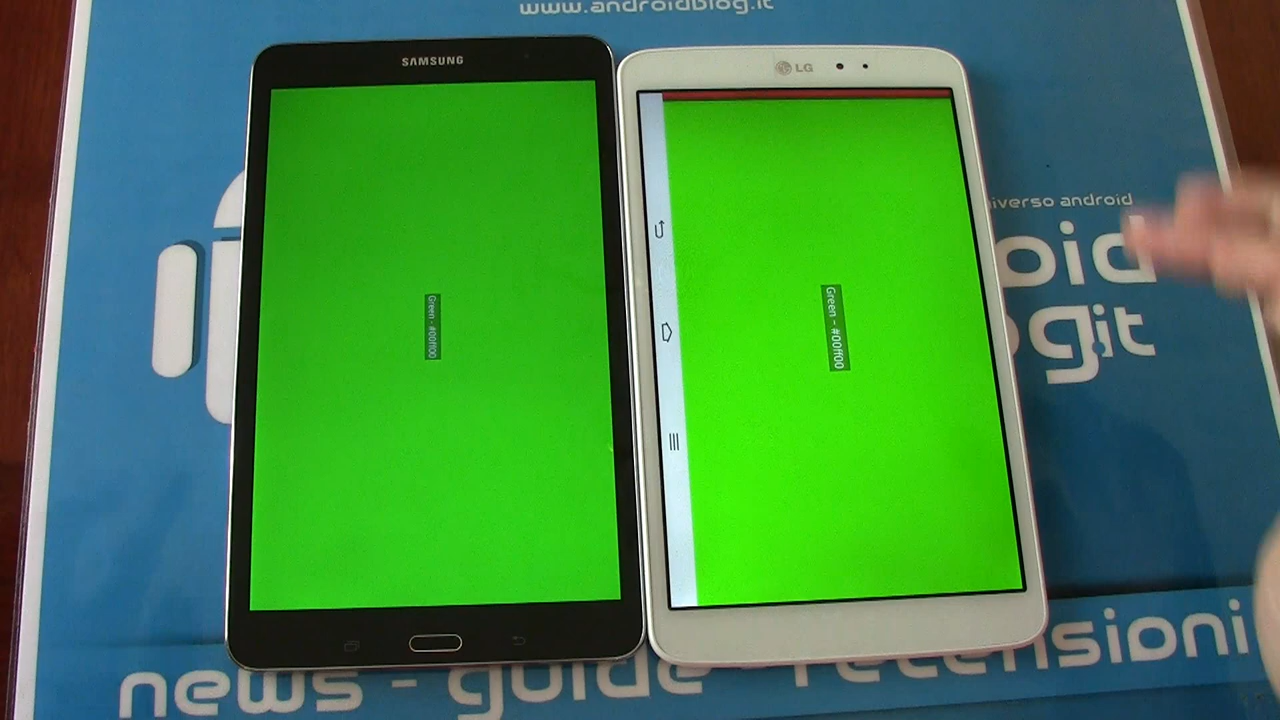 www.androidblog.it
SAMSUNG
LG
iverso android
oid
ogit
Green - #00ff00
Green - #00ff00
news - guide - recensioni